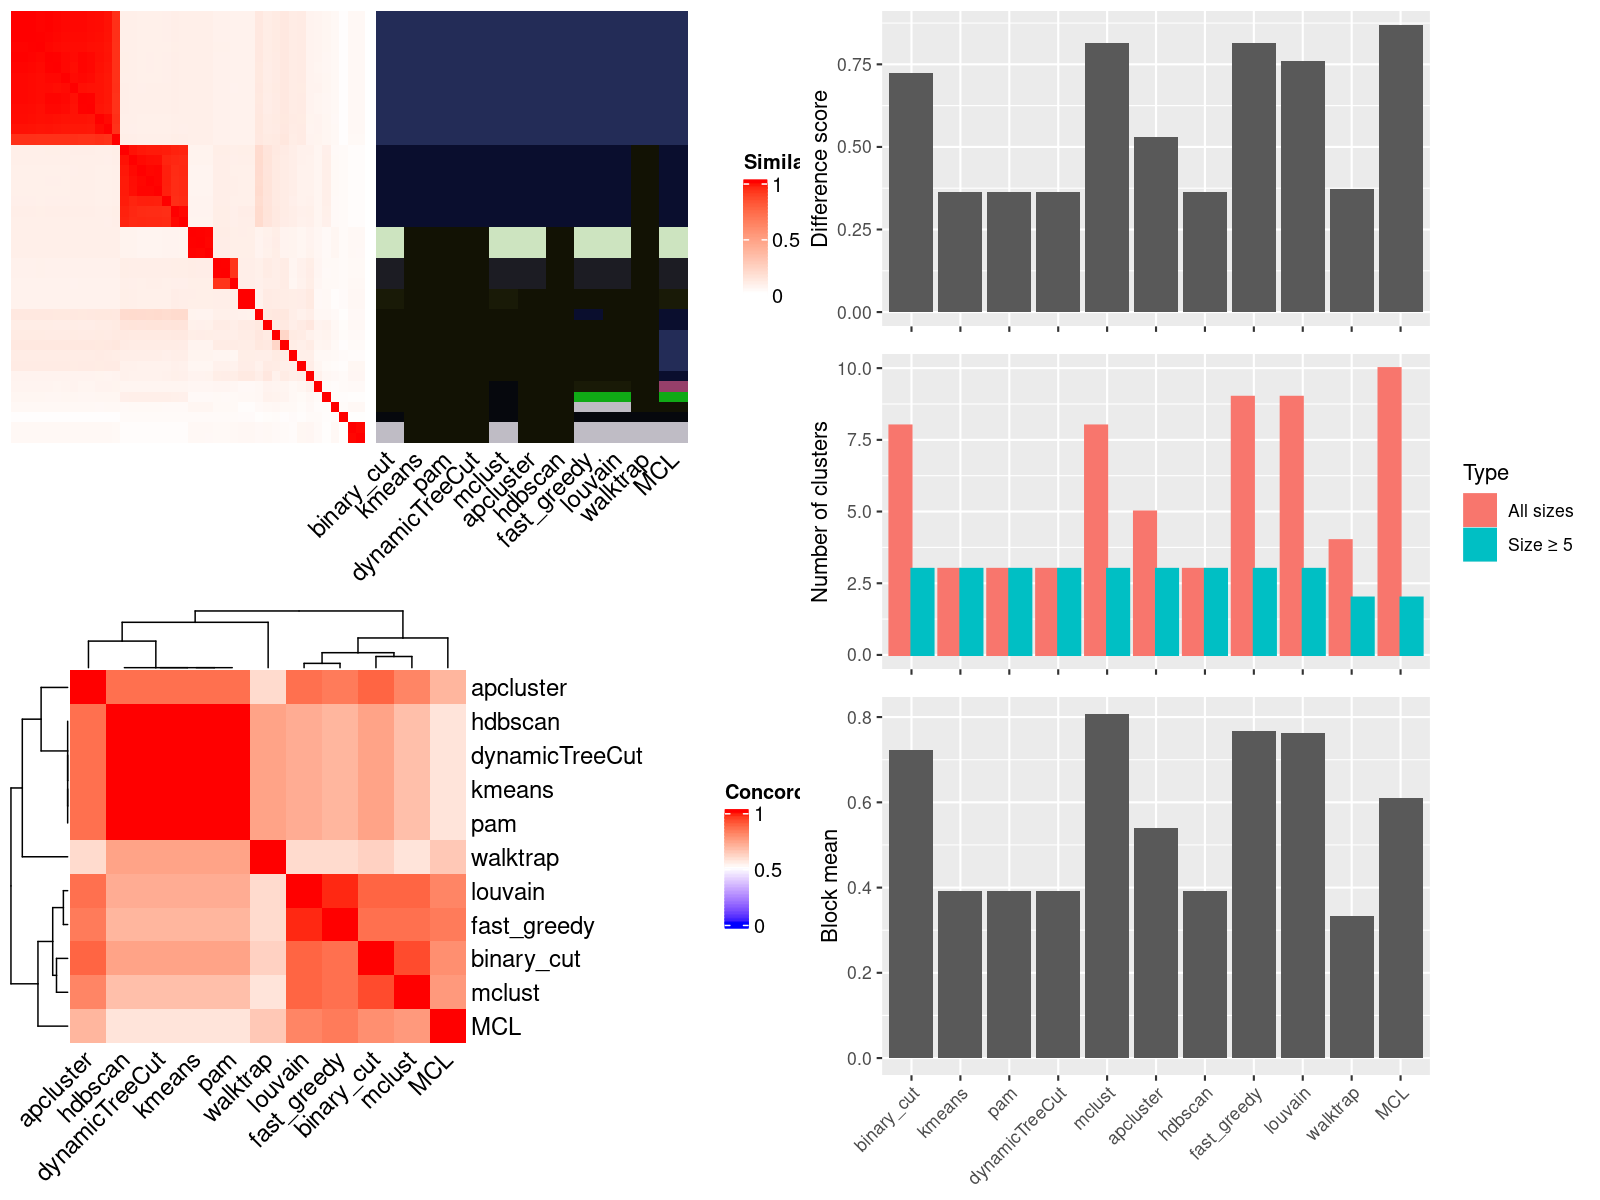 Simila
1
0.5
0
binary_cut
kmeans
pam
dynamicTreeCut
mclust
apcluster
hdbscan
fast_greedy
louvain
walktrap
MCL
apcluster
hdbscan
dynamicTreeCut
kmeans
pam
walktrap
louvain
fast_greedy
binary_cut
mclust
MCL
Concord
1
0.5
0
apcluster
hdbscan
dynamicTreeCut
kmeans
pam
walktrap
louvain
fast_greedy
binary_cut
mclust
MCL
Difference score
0.75
0.50
0.25
0.00
Number of clusters
10.0
7.5
5.0
2.5
0.0
Type
All sizes
Size ≥ 5
Block mean
0.8
0.6
0.4
0.2
0.0
binary_cut
kmeans
pam
dynamicTreeCut
mclust
apcluster
hdbscan
fast_greedy
louvain
walktrap
MCL